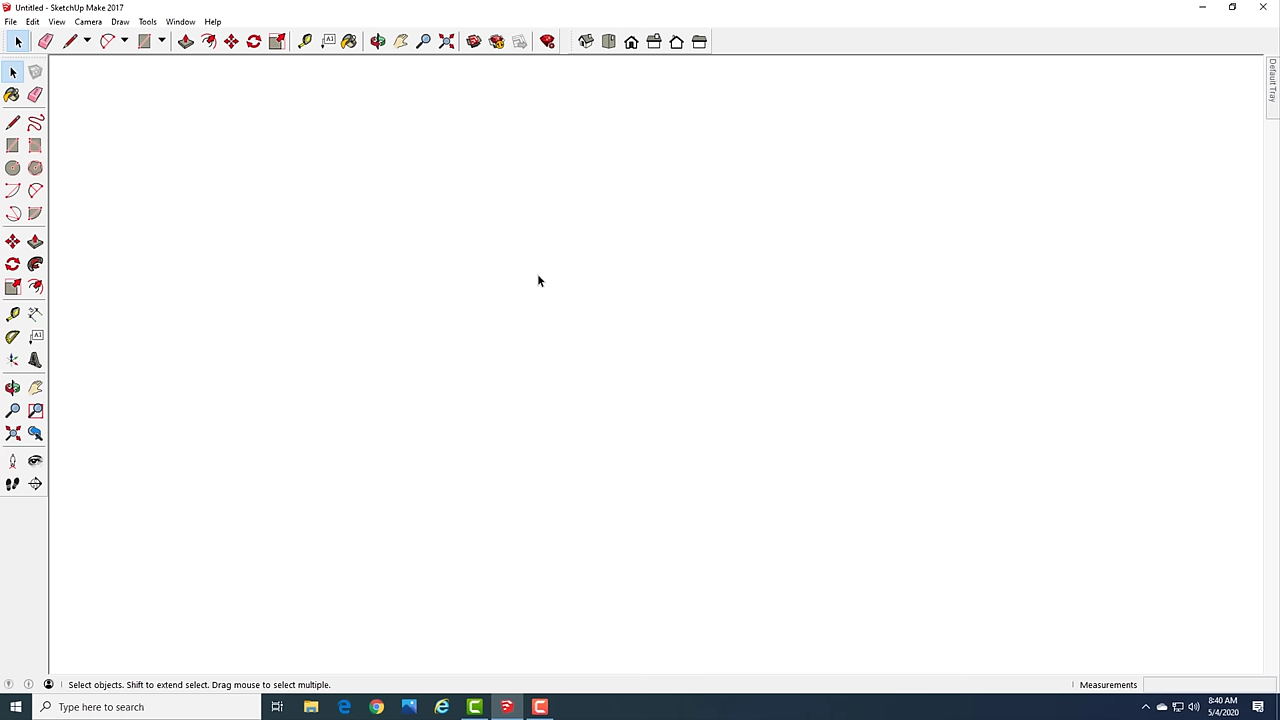 Untitled - SketchUp Make 2017
File Edit View Camera Draw Tools Window Help
Default Tray
Select objects. Shift to extend select. Drag mouse to select multiple.
Measurements
Type here to search
8:40 AM
5/4/2020